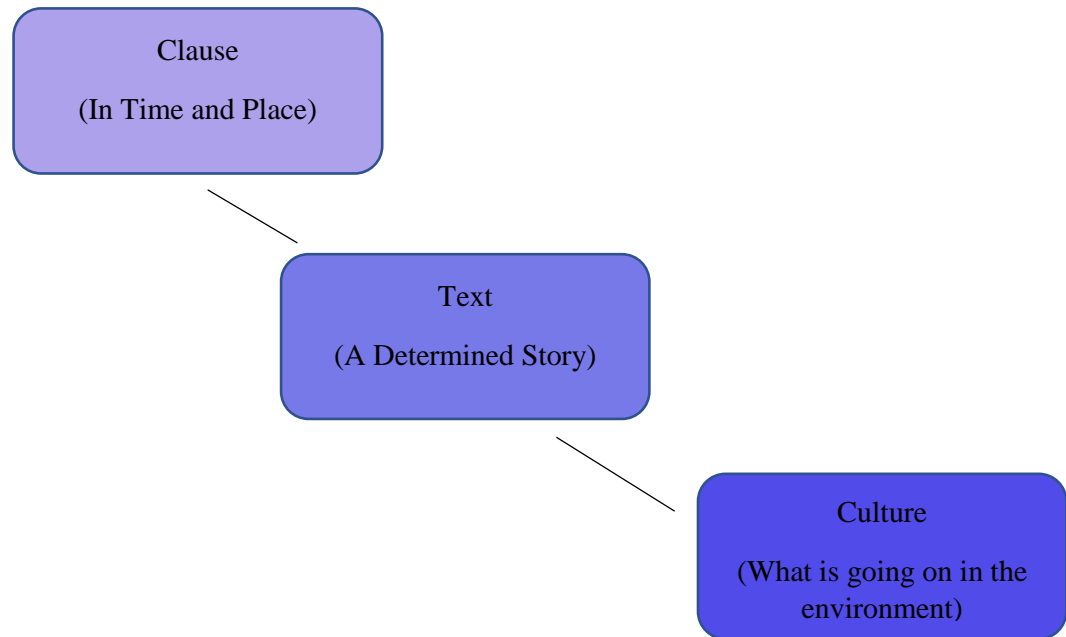 Clause
(In Time and Place)
Text
(A Determined Story)
Culture
(What is going on in the
environment)